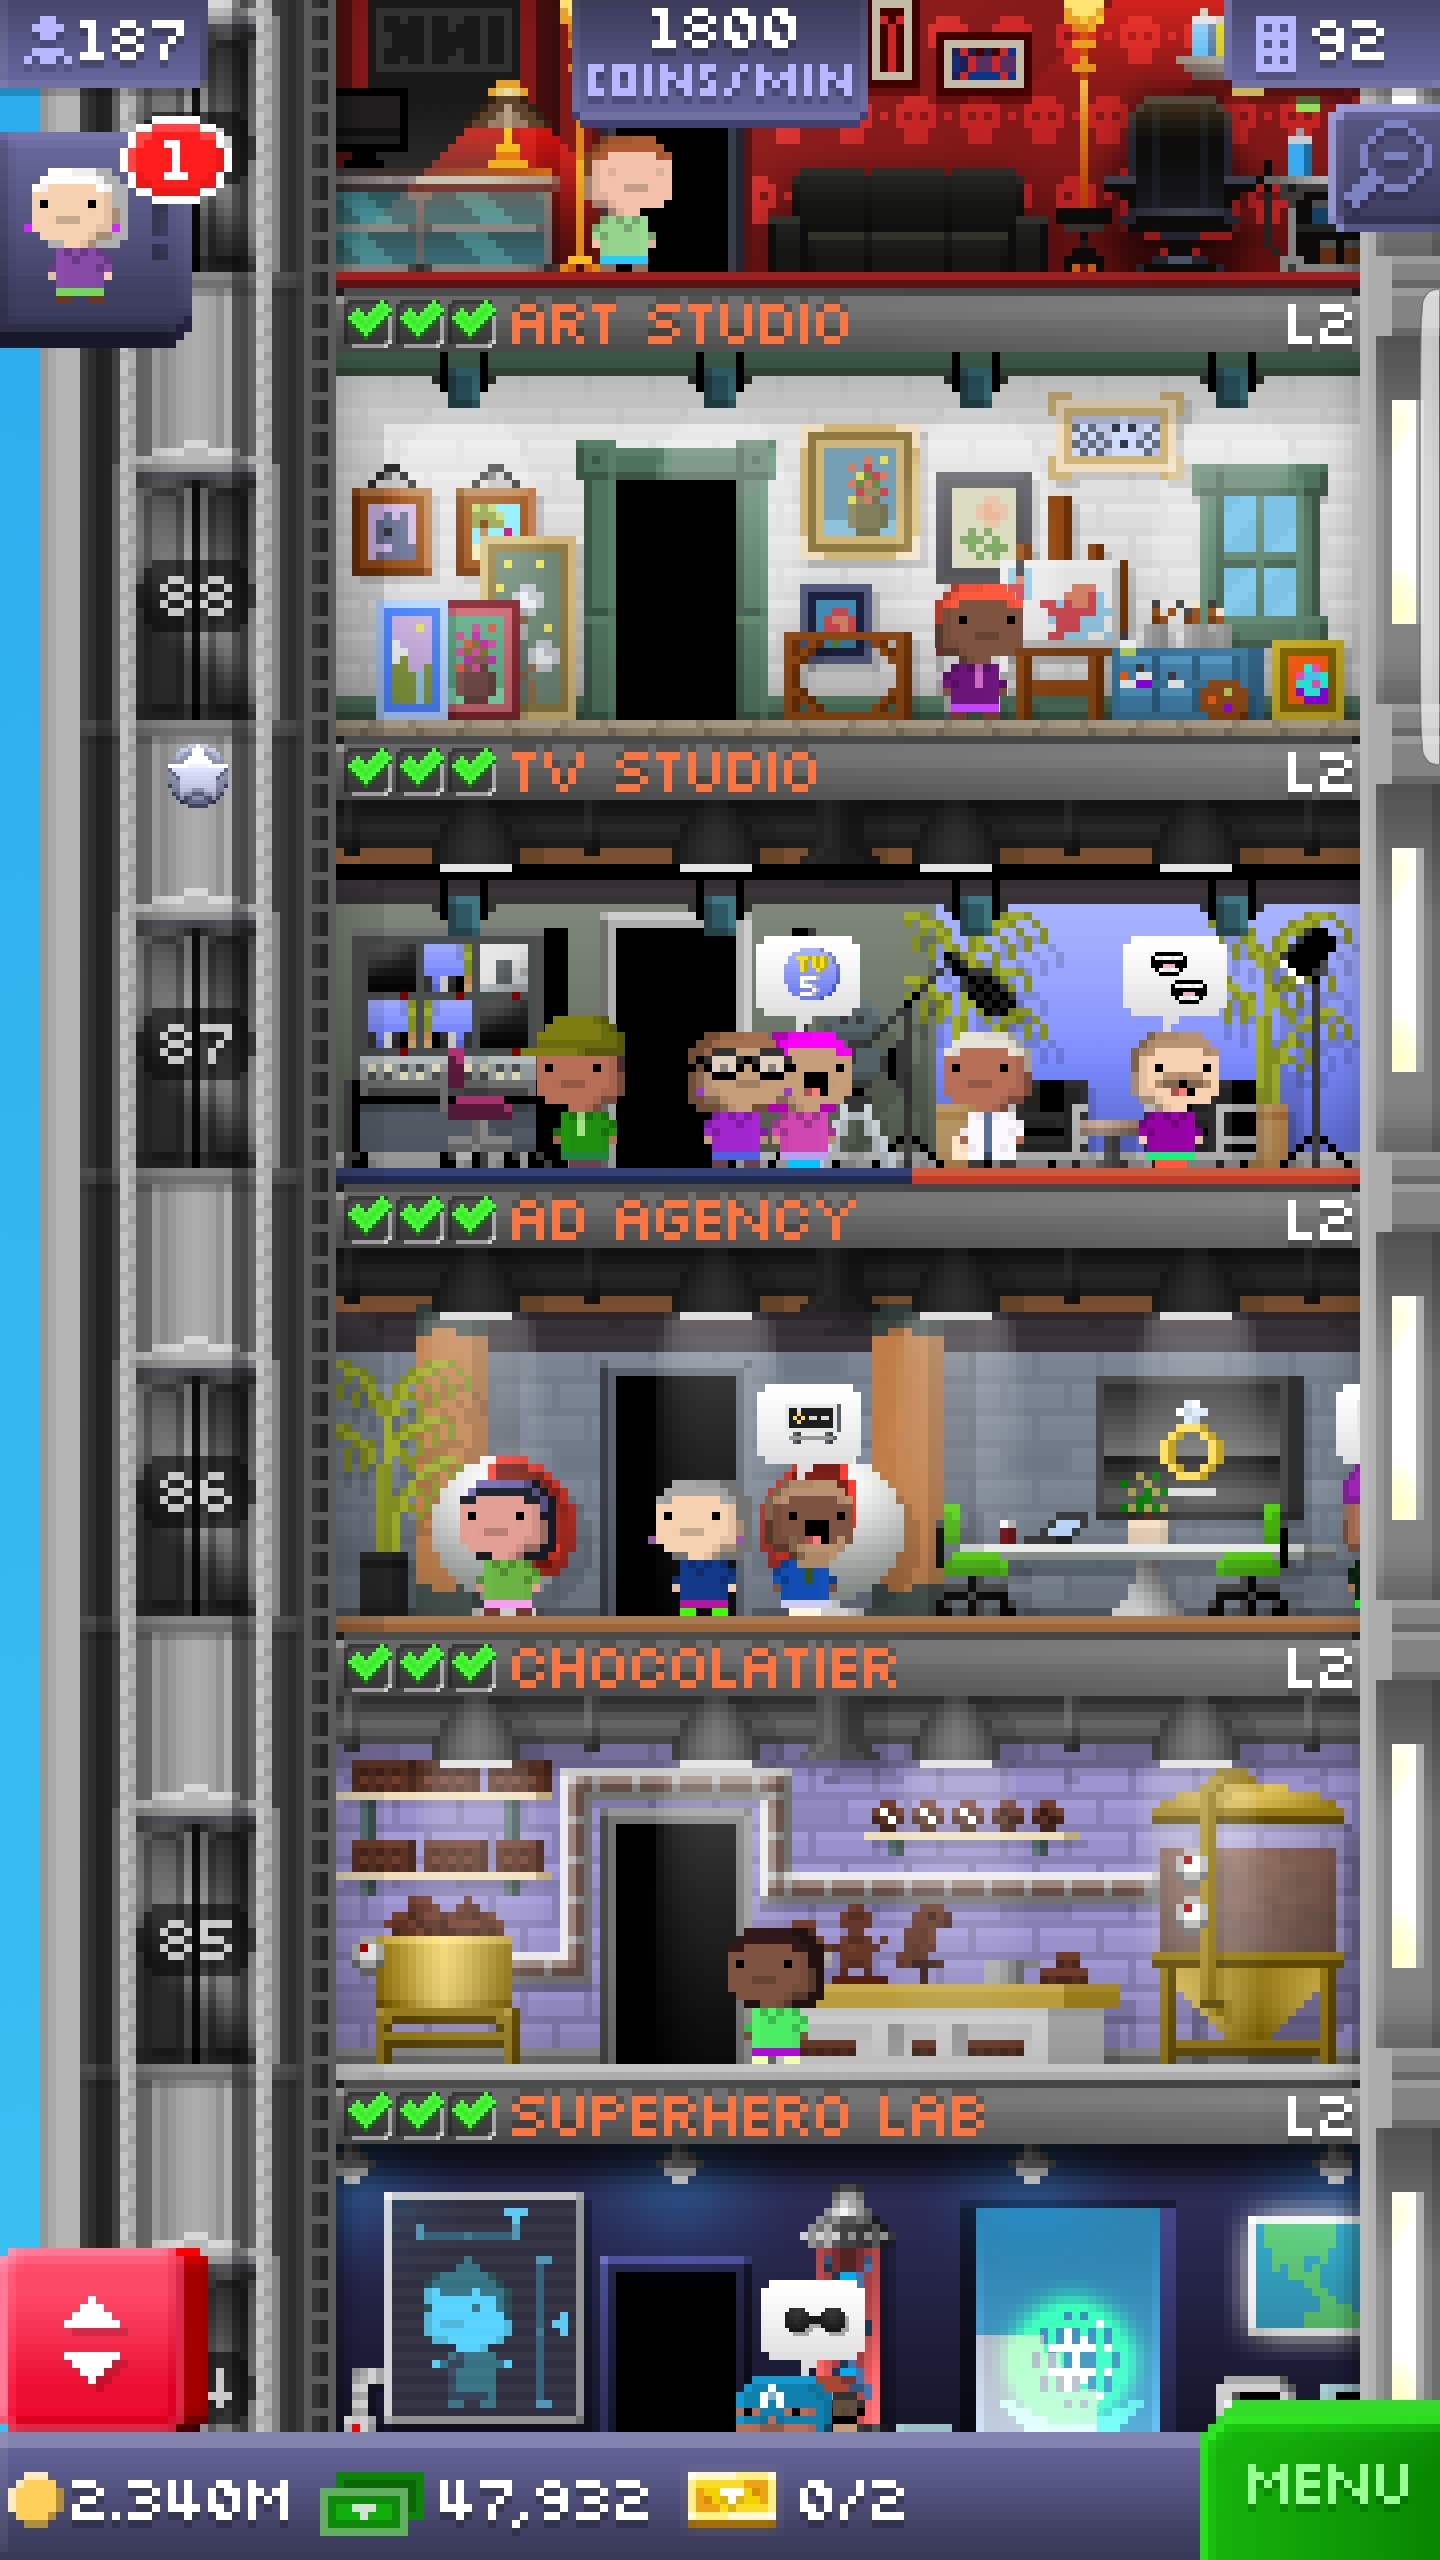 187
1800
COINS/MIN
92
1
ART STUDIO L2
88
TV STUDIO L2
TV
5
87
AD AGENCY L2
86
CHOCOLATIER L2
85
SUPERHERO LAB L2
A
2.340M 47,932 0/2
MENU